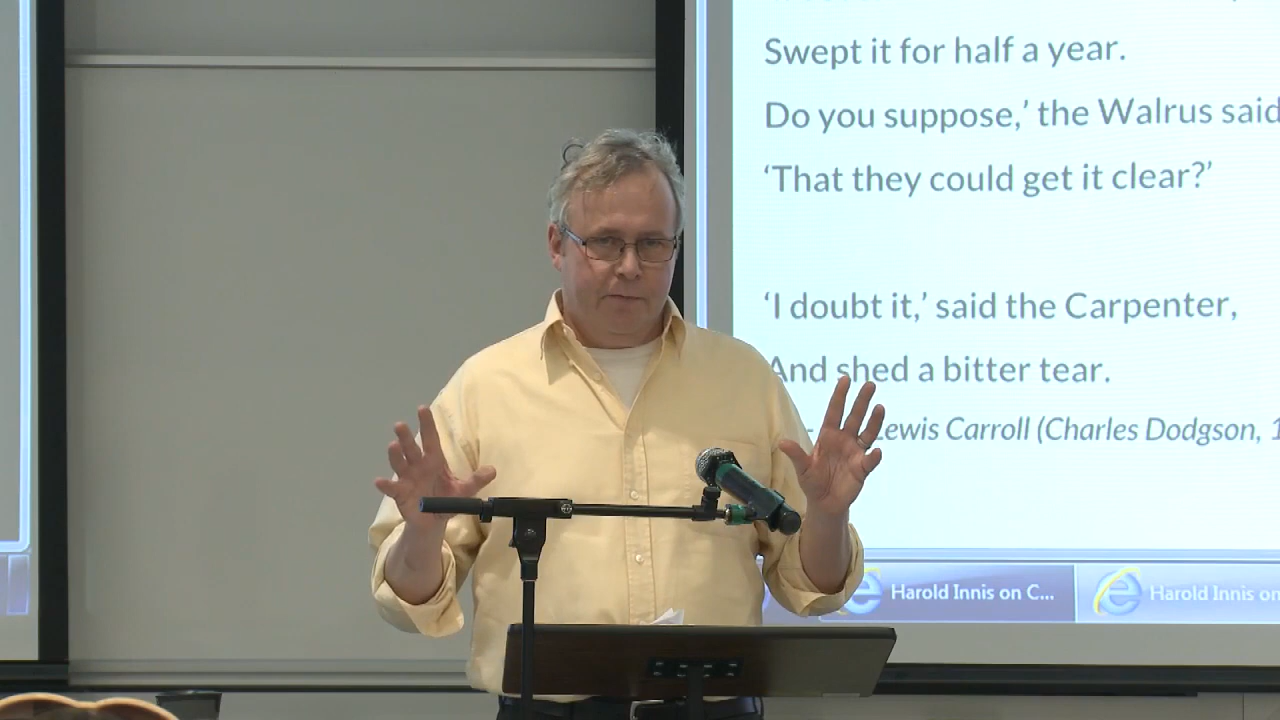 Swept it for half a year.
Do you suppose,’ the Walrus said
‘That they could get it clear?’
‘I doubt it,’ said the Carpenter,
And shed a bitter tear.
Lewis Carroll (Charles Dodgson, 1
Harold Innis on C...
Harold Innis on